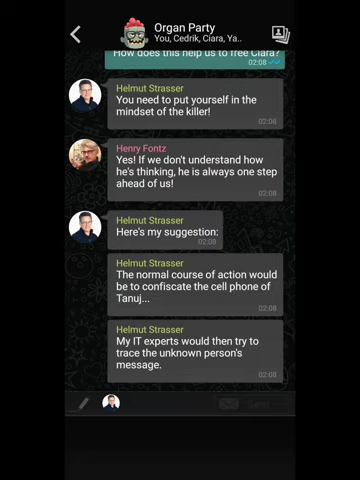 Organ Party
You, Cedrik, Ciara, Ya..
How does this help us to free Ciara?
02:08
Helmut Strasser
You need to put yourself in the
mindset of the killer!
02:08
Henry Fontz
Yes! If we don't understand how
he's thinking, he is always one step
ahead of us!
02:08
Helmut Strasser
Here's my suggestion:
02:08
Helmut Strasser
The normal course of action would
be to confiscate the cell phone of
Tanuj...
02:08
Helmut Strasser
My IT experts would then try to
trace the unknown person's
message.
02:08
Send